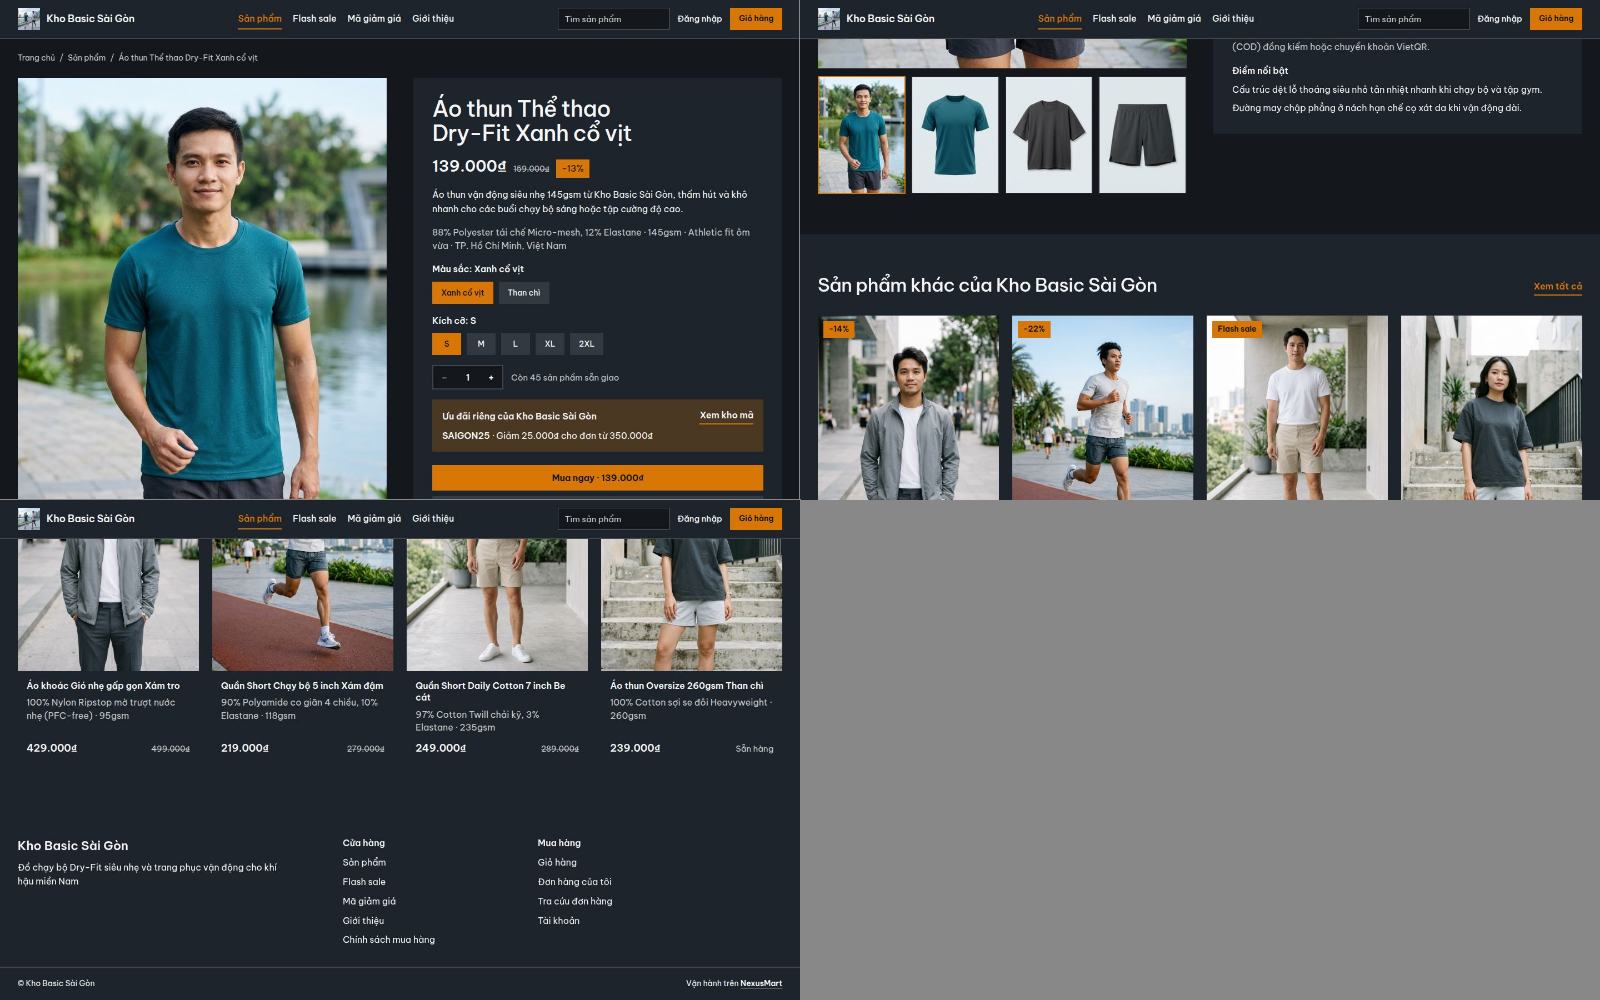 Kho Basic Sài Gòn
Sản phẩm Flash sale Mã giảm giá Giới thiệu
Tìm sản phẩm
Đăng nhập
Giỏ hàng
Trang chủ / Sản phẩm / Áo thun Thể thao Dry-Fit Xanh cổ vịt
Áo thun Thể thao
Dry-Fit Xanh cổ vịt
139.000₫ 159.000₫ -13%
Áo thun vận động siêu nhẹ 145gsm từ Kho Basic Sài Gòn, thấm hút và khô
nhanh cho các buổi chạy bộ sáng hoặc tập cường độ cao.
88% Polyester tái chế Micro-mesh, 12% Elastane · 145gsm · Athletic fit ôm
vừa · TP. Hồ Chí Minh, Việt Nam
Màu sắc: Xanh cổ vịt
Xanh cổ vịt Than chì
Kích cỡ: S
S M L XL 2XL
− 1 + Còn 45 sản phẩm sẵn giao
Ưu đãi riêng của Kho Basic Sài Gòn Xem kho mã
SAIGON25 · Giảm 25.000₫ cho đơn từ 350.000₫
Mua ngay · 139.000₫
Kho Basic Sài Gòn
Sản phẩm Flash sale Mã giảm giá Giới thiệu
Tìm sản phẩm
Đăng nhập
Giỏ hàng
(COD) đồng kiểm hoặc chuyển khoản VietQR.
Điểm nổi bật
Cấu trúc dệt lỗ thoáng siêu nhỏ tản nhiệt nhanh khi chạy bộ và tập gym.
Đường may chập phẳng ở nách hạn chế cọ xát da khi vận động dài.
Sản phẩm khác của Kho Basic Sài Gòn
Xem tất cả
-14%
-22%
Flash sale
Kho Basic Sài Gòn
Sản phẩm Flash sale Mã giảm giá Giới thiệu
Tìm sản phẩm
Đăng nhập
Giỏ hàng
Áo khoác Gió nhẹ gấp gọn Xám tro
100% Nylon Ripstop mờ trượt nước
nhẹ (PFC-free) · 95gsm
429.000₫ 499.000₫
Quần Short Chạy bộ 5 inch Xám đậm
90% Polyamide co giãn 4 chiều, 10%
Elastane · 118gsm
219.000₫ 279.000₫
Quần Short Daily Cotton 7 inch Be
cát
97% Cotton Twill chải kỹ, 3%
Elastane · 235gsm
249.000₫ 289.000₫
Áo thun Oversize 260gsm Than chì
100% Cotton sợi se đôi Heavyweight ·
260gsm
239.000₫ Sẵn hàng
Kho Basic Sài Gòn
Đồ chạy bộ Dry-Fit siêu nhẹ và trang phục vận động cho khí
hậu miền Nam
Cửa hàng
Sản phẩm
Flash sale
Mã giảm giá
Giới thiệu
Chính sách mua hàng
Mua hàng
Giỏ hàng
Đơn hàng của tôi
Tra cứu đơn hàng
Tài khoản
© Kho Basic Sài Gòn
Vận hành trên NexusMart